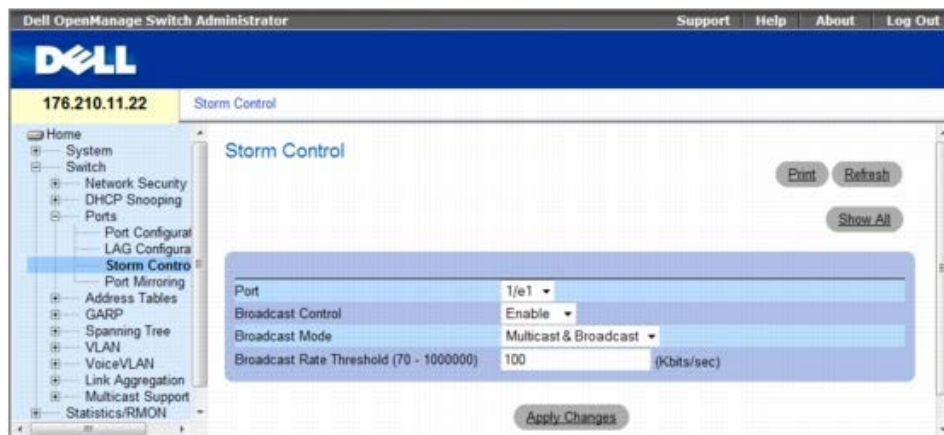 Dell OpenManage Switch Administrator Support Help About Log Out
DELL
176.210.11.22 Storm Control
Home
System
Switch
Network Security
DHCP Snooping
Ports
Port Configurat
LAG Configura
Storm Contro
Port Mirroring
Address Tables
GARP
Spanning Tree
VLAN
VoiceVLAN
Link Aggregation
Multicast Support
Statistics/RMON
Storm Control
Print Refresh
Show All
Port 1/e1
Broadcast Control Enable
Broadcast Mode Multicast & Broadcast
Broadcast Rate Threshold (70 - 1000000) 100 (Kbits/sec)
Apply Changes